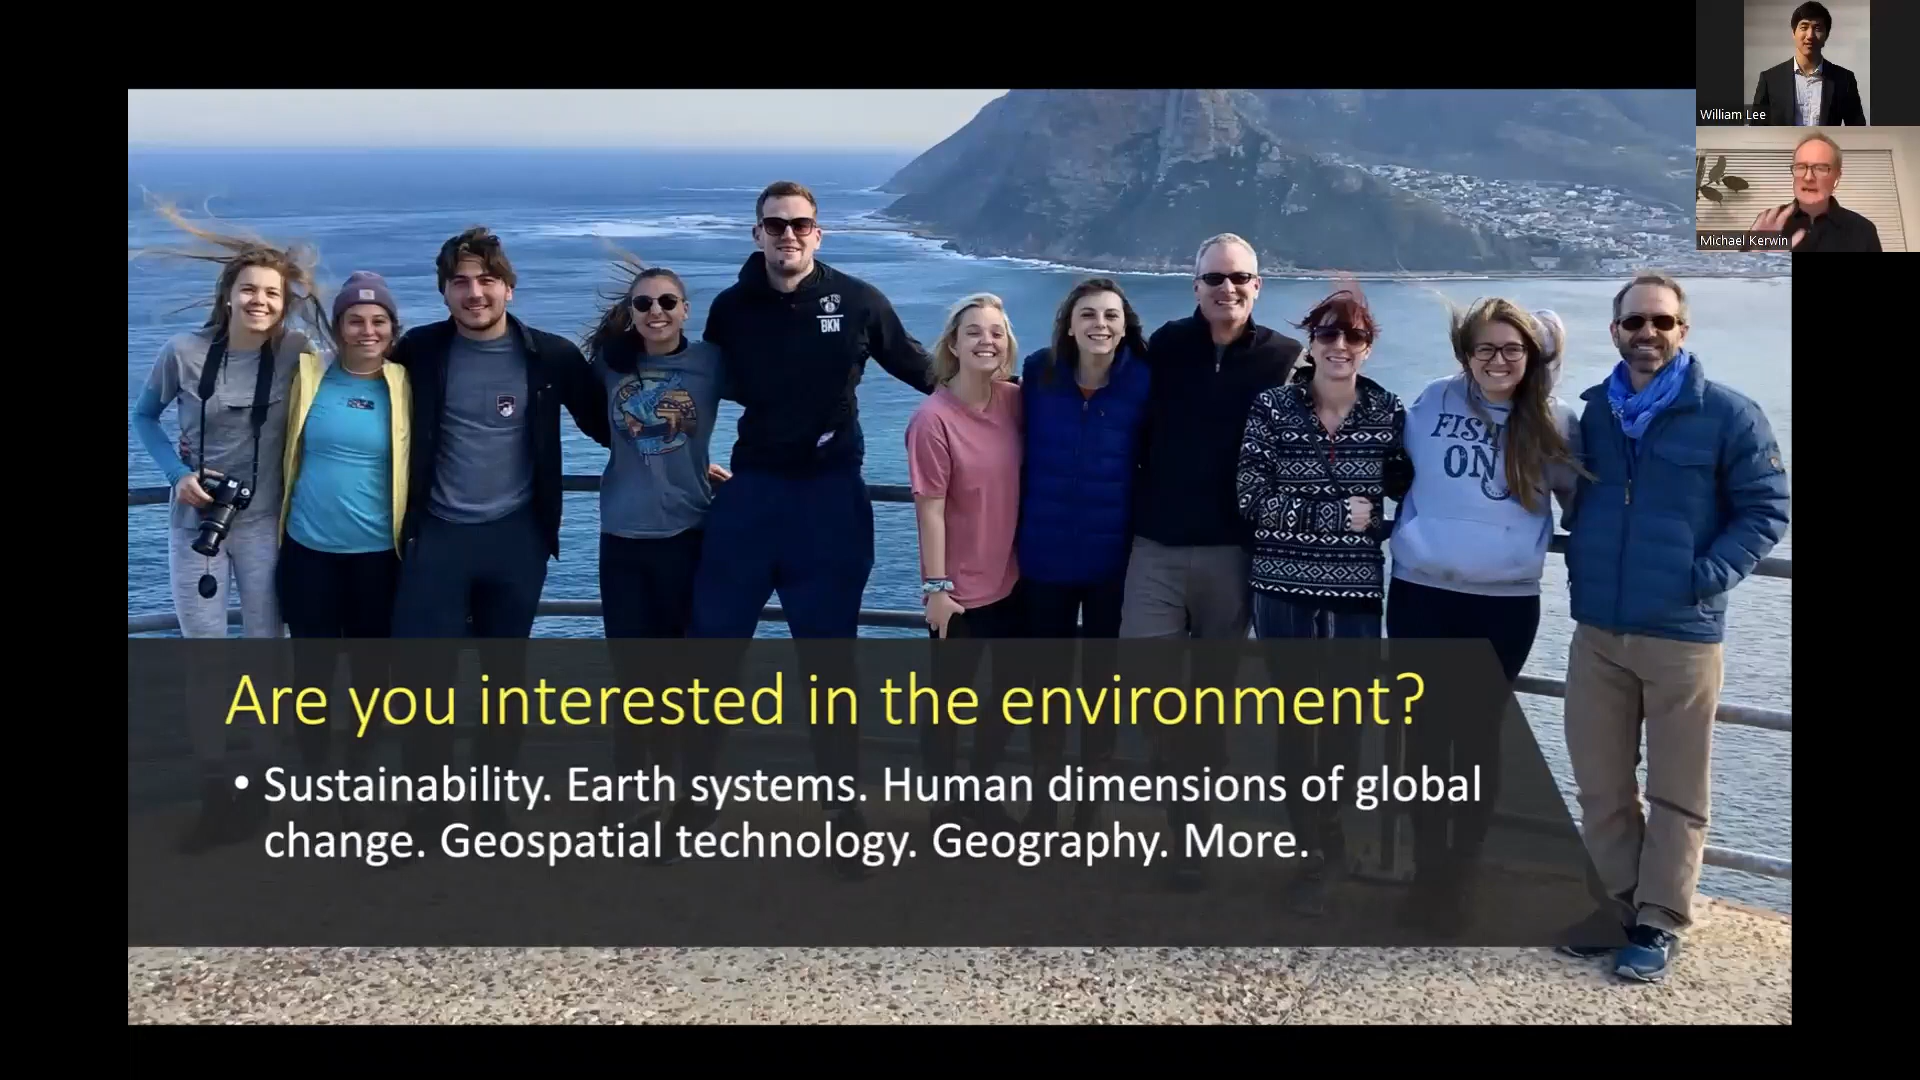 William Lee
Michael Kerwin
NETS
BKN
FISH
ON
Are you interested in the environment?
• Sustainability. Earth systems. Human dimensions of global
change. Geospatial technology. Geography. More.